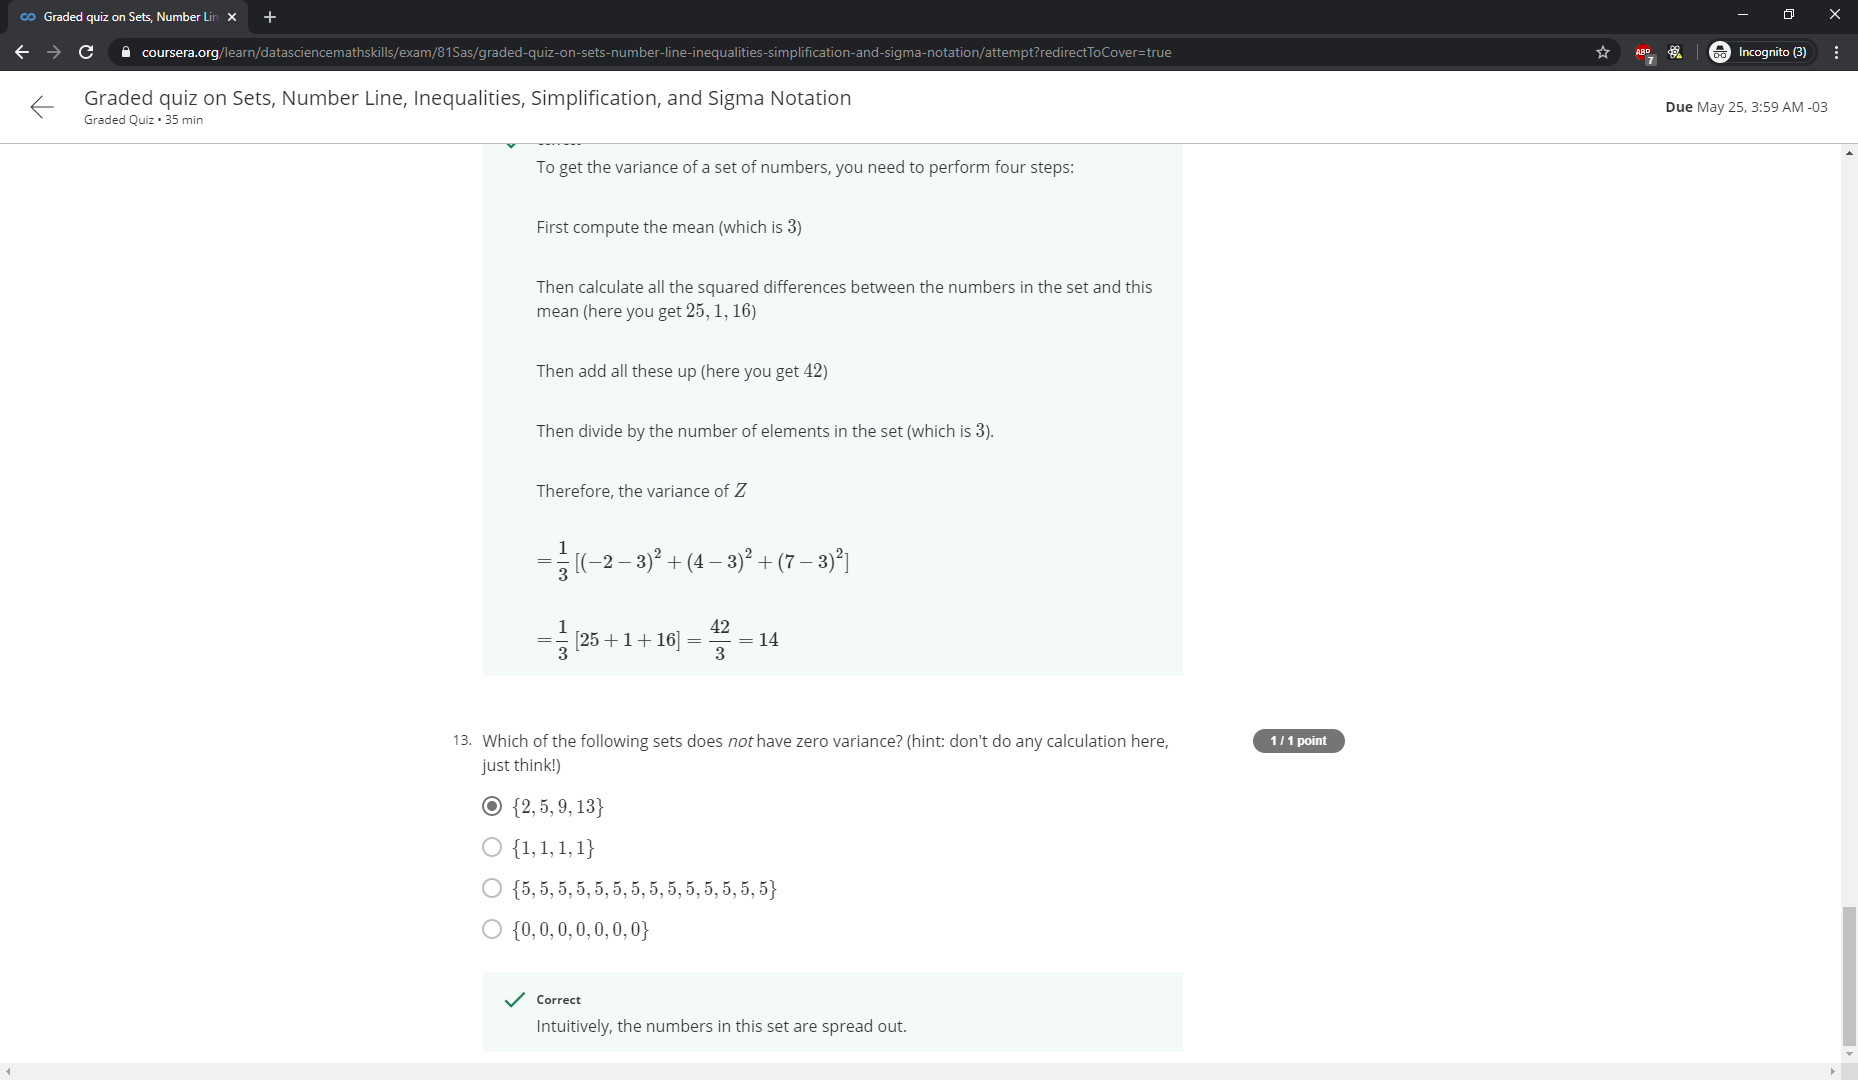 Graded quiz on Sets, Number Lin
coursera.org/learn/datasciencemathskills/exam/81Sas/graded-quiz-on-sets-number-line-inequalities-simplification-and-sigma-notation/attempt?redirectToCover=true
ABP
7
Incognito (3)
Graded quiz on Sets, Number Line, Inequalities, Simplification, and Sigma Notation
Graded Quiz • 35 min
Due May 25, 3:59 AM -03
To get the variance of a set of numbers, you need to perform four steps:
First compute the mean (which is 3)
Then calculate all the squared differences between the numbers in the set and this
mean (here you get 25, 1, 16)
Then add all these up (here you get 42)
Then divide by the number of elements in the set (which is 3).
Therefore, the variance of Z
= 1/3 [(−2 − 3)² + (4 − 3)² + (7 − 3)²]
= 1/3 [25 + 1 + 16] = 42/3 = 14
13. Which of the following sets does not have zero variance? (hint: don't do any calculation here,
just think!)
1 / 1 point
{2, 5, 9, 13}
{1, 1, 1, 1}
{5, 5, 5, 5, 5, 5, 5, 5, 5, 5, 5, 5, 5, 5}
{0, 0, 0, 0, 0, 0, 0}
Correct
Intuitively, the numbers in this set are spread out.